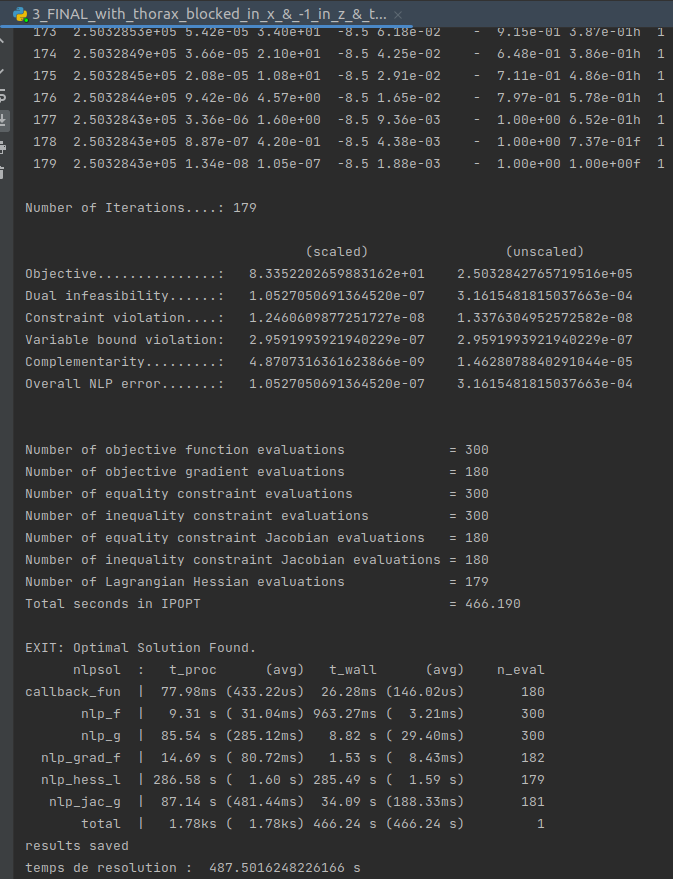 3_FINAL_with_thorax_blocked_in_x_&_-1_in_z_&_t... ×
173  2.5032853e+05 5.42e-05 3.40e+01  -8.5 6.18e-02    -  9.15e-01 3.87e-01h  1
174  2.5032849e+05 3.66e-05 2.10e+01  -8.5 4.25e-02    -  6.48e-01 3.86e-01h  1
175  2.5032845e+05 2.08e-05 1.08e+01  -8.5 2.91e-02    -  7.11e-01 4.86e-01h  1
176  2.5032844e+05 9.42e-06 4.57e+00  -8.5 1.65e-02    -  7.97e-01 5.78e-01h  1
177  2.5032843e+05 3.36e-06 1.60e+00  -8.5 9.36e-03    -  1.00e+00 6.52e-01h  1
178  2.5032843e+05 8.87e-07 4.20e-01  -8.5 4.38e-03    -  1.00e+00 7.37e-01f  1
179  2.5032843e+05 1.34e-08 1.05e-07  -8.5 1.88e-03    -  1.00e+00 1.00e+00f  1
Number of Iterations....: 179
(scaled)                 (unscaled)
Objective...............:   8.3352202659883162e+01    2.5032842765719516e+05
Dual infeasibility......:   1.0527050691364520e-07    3.1615481815037663e-04
Constraint violation....:   1.2460609877251727e-08    1.3376304952572582e-08
Variable bound violation:   2.9591993921940229e-07    2.9591993921940229e-07
Complementarity.........:   4.8707316361623866e-09    1.4628078840291044e-05
Overall NLP error.......:   1.0527050691364520e-07    3.1615481815037663e-04
Number of objective function evaluations             = 300
Number of objective gradient evaluations             = 180
Number of equality constraint evaluations            = 300
Number of inequality constraint evaluations          = 300
Number of equality constraint Jacobian evaluations   = 180
Number of inequality constraint Jacobian evaluations = 180
Number of Lagrangian Hessian evaluations             = 179
Total seconds in IPOPT                               = 466.190
EXIT: Optimal Solution Found.
nlpsol  :   t_proc      (avg)   t_wall      (avg)    n_eval
callback_fun  |  77.98ms (433.22us)  26.28ms (146.02us)       180
nlp_f  |   9.31 s ( 31.04ms) 963.27ms (  3.21ms)       300
nlp_g  |  85.54 s (285.12ms)   8.82 s ( 29.40ms)       300
nlp_grad_f  |  14.69 s ( 80.72ms)   1.53 s (  8.43ms)       182
nlp_hess_l  | 286.58 s (  1.60 s) 285.49 s (  1.59 s)       179
nlp_jac_g  |  87.14 s (481.44ms)  34.09 s (188.33ms)       181
total  |   1.78ks (  1.78ks) 466.24 s (466.24 s)         1
results saved
temps de resolution :  487.5016248226166 s